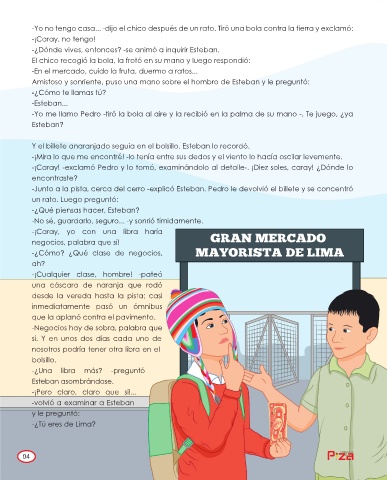 -Yo no tengo casa... -dijo el chico después de un rato. Tiró una bola contra la tierra y exclamó:
-¡Caray, no tengo!
-¿Dónde vives, entonces? -se animó a inquirir Esteban.
El chico recogió la bola, la frotó en su mano y luego respondió:
-En el mercado, cuido la fruta, duermo a ratos...
Amistoso y sonriente, puso una mano sobre el hombro de Esteban y le preguntó:
-¿Cómo te llamas tú?
-Esteban...
-Yo me llamo Pedro -tiró la bola al aire y la recibió en la palma de su mano -. Te juego, ¿ya
Esteban?
Y el billete anaranjado seguía en el bolsillo. Esteban lo recordó.
-¡Mira lo que me encontré! -lo tenía entre sus dedos y el viento lo hacía oscilar levemente.
-¡Caray! -exclamó Pedro y lo tomó, examinándolo al detalle-. ¡Diez soles, caray! ¿Dónde lo
encontraste?
-Junto a la pista, cerca del cerro -explicó Esteban. Pedro le devolvió el billete y se concentró
un rato. Luego preguntó:
-¿Qué piensas hacer, Esteban?
-No sé, guardarlo, seguro... -y sonrió tímidamente.
-¡Caray, yo con una libra haría
negocios, palabra que sí!
-¿Cómo? ¿Qué clase de negocios,
ah?
-¡Cualquier clase, hombre! -pateó
una cáscara de naranja que rodó
desde la vereda hasta la pista; casi
inmediatamente pasó un ómnibus
que la aplanó contra el pavimento.
-Negocios hay de sobra, palabra que
sí. Y en unos dos días cada uno de
nosotros podría tener otra libra en el
bolsillo.
-¿Una libra más? -preguntó
Esteban asombrándose.
-¡Pero claro, claro que sí!...
-volvió a examinar a Esteban
y le preguntó:
-¿Tú eres de Lima?
GRAN MERCADO
MAYORISTA DE LIMA
94